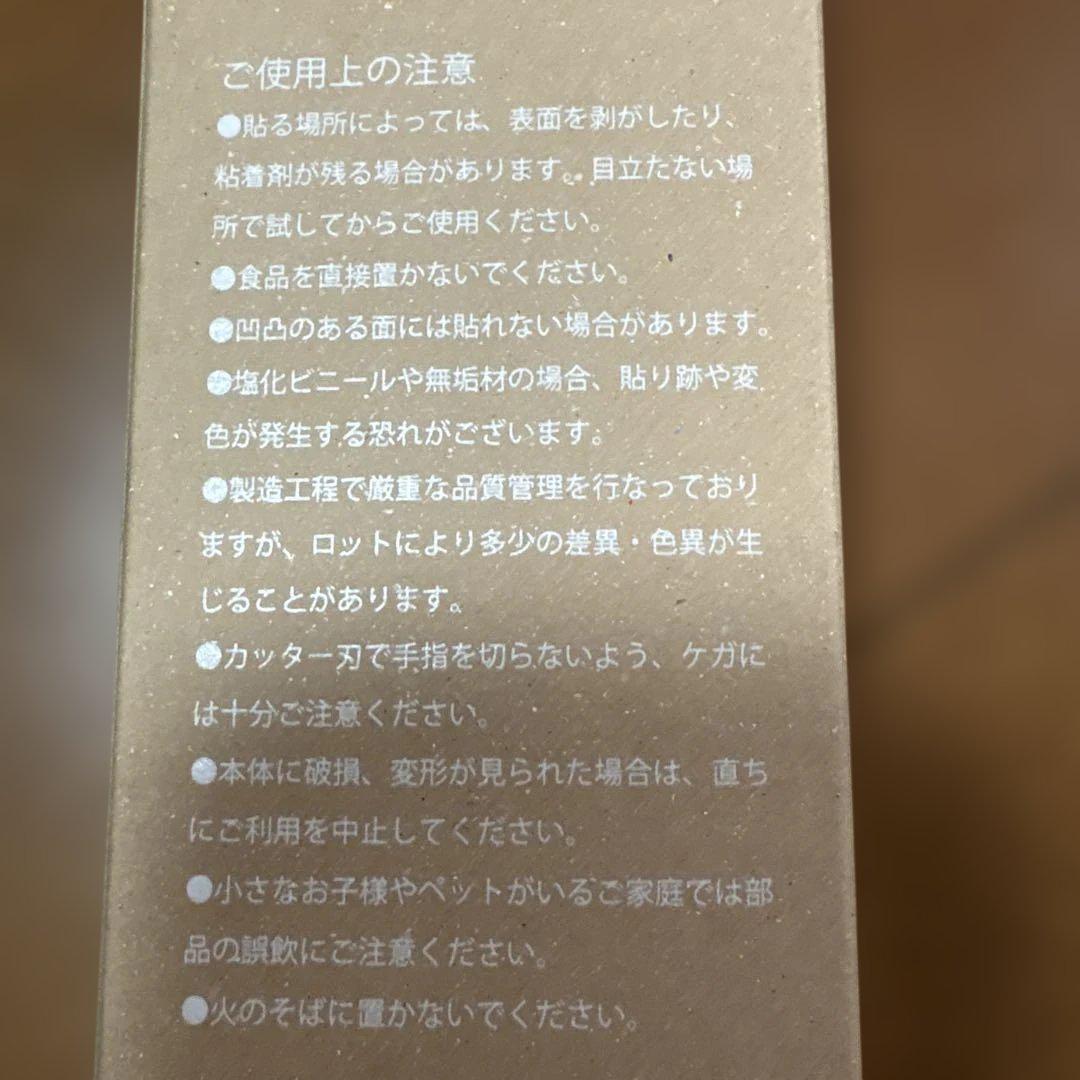 ご使用上の注意
●貼る場所によっては、表面を剥がしたり、
粘着剤が残る場合があります。目立たない場
所で試してからご使用ください。
●食品を直接置かないでください。
●凹凸のある面には貼れない場合があります。
●塩化ビニールや無垢材の場合、貼り跡や変
色が発生する恐れがございます。
●製造工程で厳重な品質管理を行なっており
ますが、ロットにより多少の差異・色異が生
じることがあります。
●カッター刃で手指を切らないよう、ケガに
は十分ご注意ください。
●本体に破損、変形が見られた場合は、直ち
にご利用を中止してください。
●小さなお子様やペットがいるご家庭では部
品の誤飲にご注意ください。
●火のそばに置かないでください。